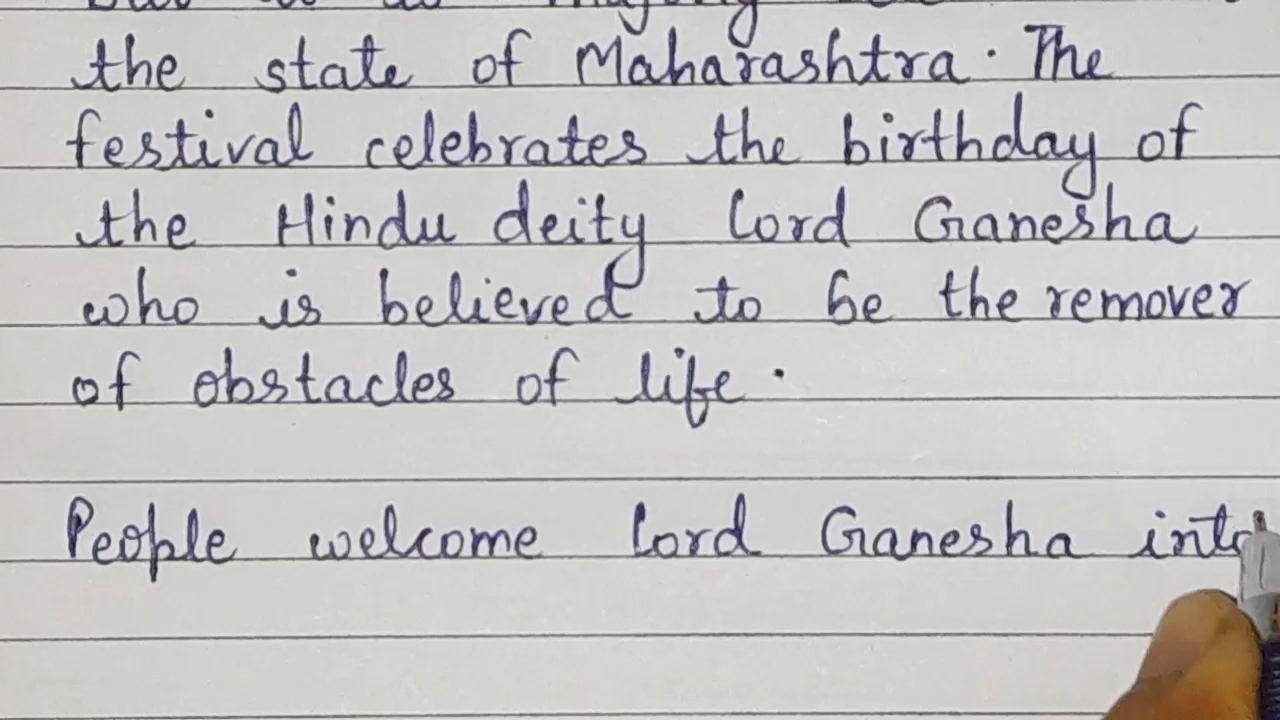 the state of Maharashtra. The
festival celebrates the birthday of
the Hindu deity lord Ganesha
who is believed to be the remover
of obstacles of life.
People welcome lord Ganesha into